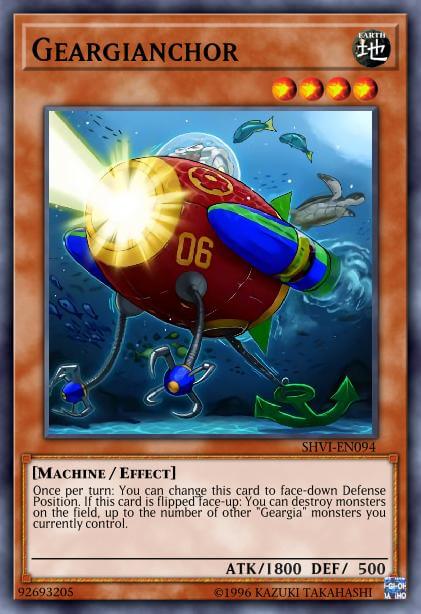 GEARGIANCHOR
EARTH
地
06
SHVI-EN094
[MACHINE / EFFECT]
Once per turn: You can change this card to face-down Defense
Position. If this card is flipped face-up: You can destroy monsters
on the field, up to the number of other "Geargia" monsters you
currently control.
ATK/1800 DEF/ 500
92693205
©1996 KAZUKI TAKAHASHI